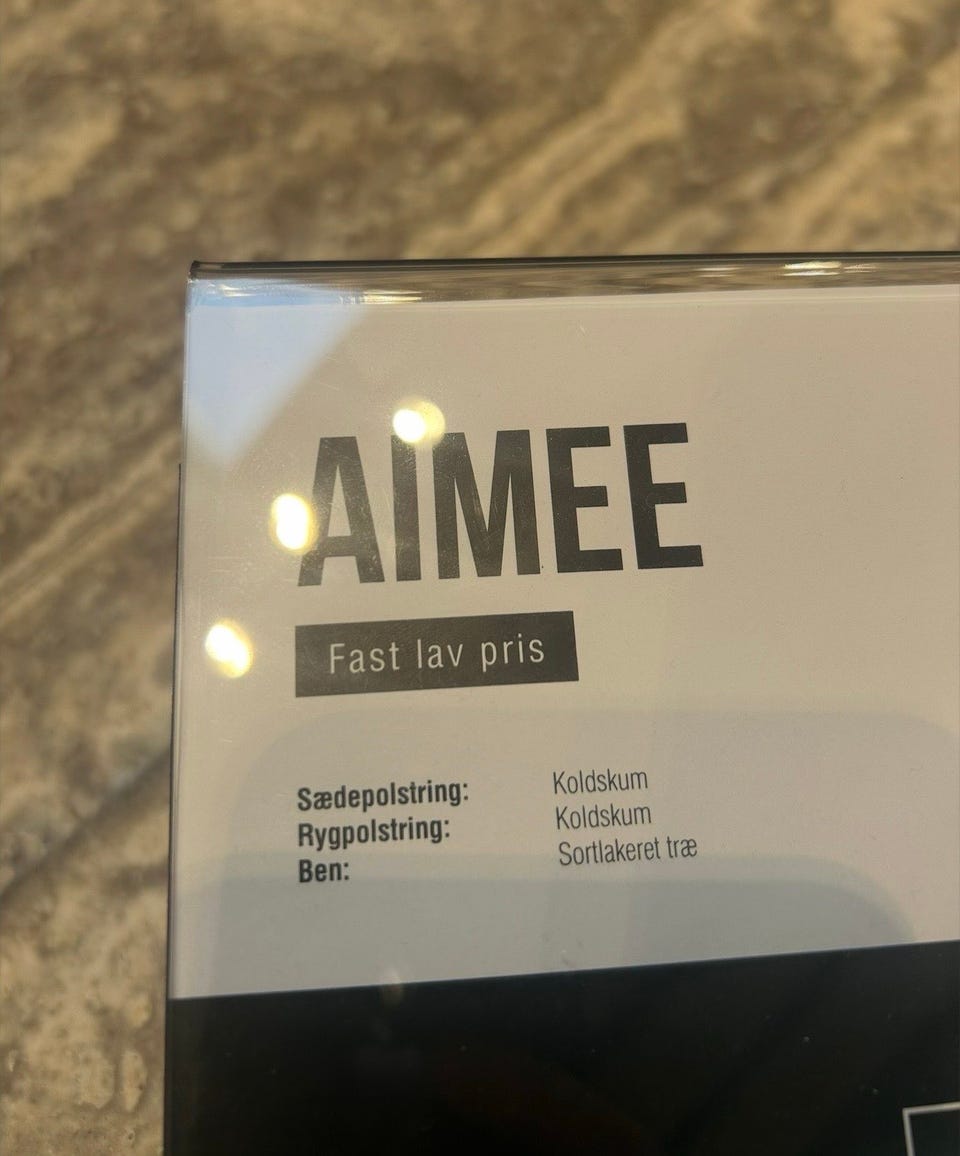 AIMEE
Fast lav pris
Sædepolstring: Koldskum
Rygpolstring: Koldskum
Ben: Sortlakeret træ